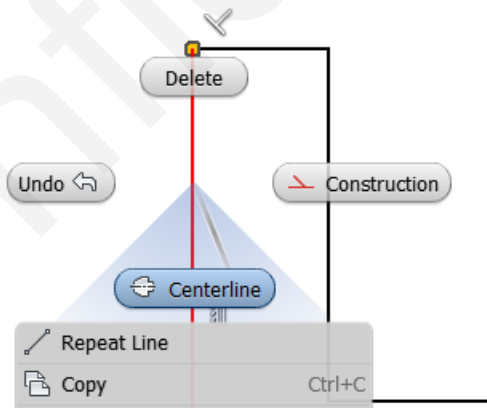 Delete
Undo
Construction
Centerline
Repeat Line
Copy Ctrl+C